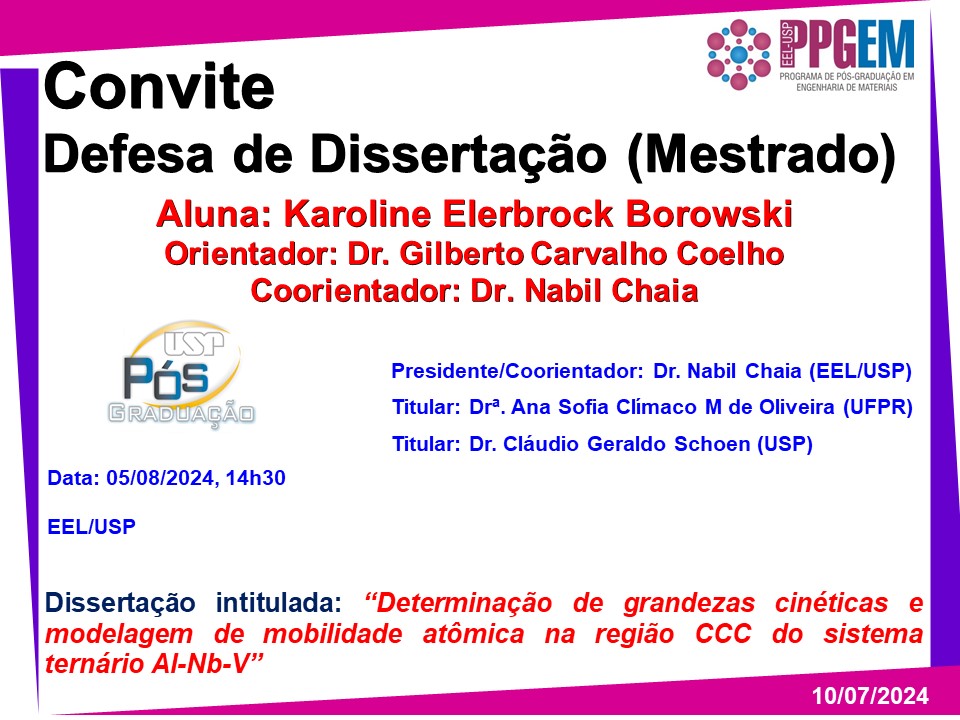 EEL-USP
PPGEM
PROGRAMA DE PÓS-GRADUAÇÃO EM
ENGENHARIA DE MATERIAIS
Convite
Defesa de Dissertação (Mestrado)
Aluna: Karoline Elerbrock Borowski
Orientador: Dr. Gilberto Carvalho Coelho
Coorientador: Dr. Nabil Chaia
USP
Pós
GRADUAÇÃO
Presidente/Coorientador: Dr. Nabil Chaia (EEL/USP)
Titular: Drª. Ana Sofia Clímaco M de Oliveira (UFPR)
Titular: Dr. Cláudio Geraldo Schoen (USP)
Data: 05/08/2024, 14h30
EEL/USP
Dissertação intitulada: “Determinação de grandezas cinéticas e
modelagem de mobilidade atômica na região CCC do sistema
ternário Al-Nb-V”
10/07/2024